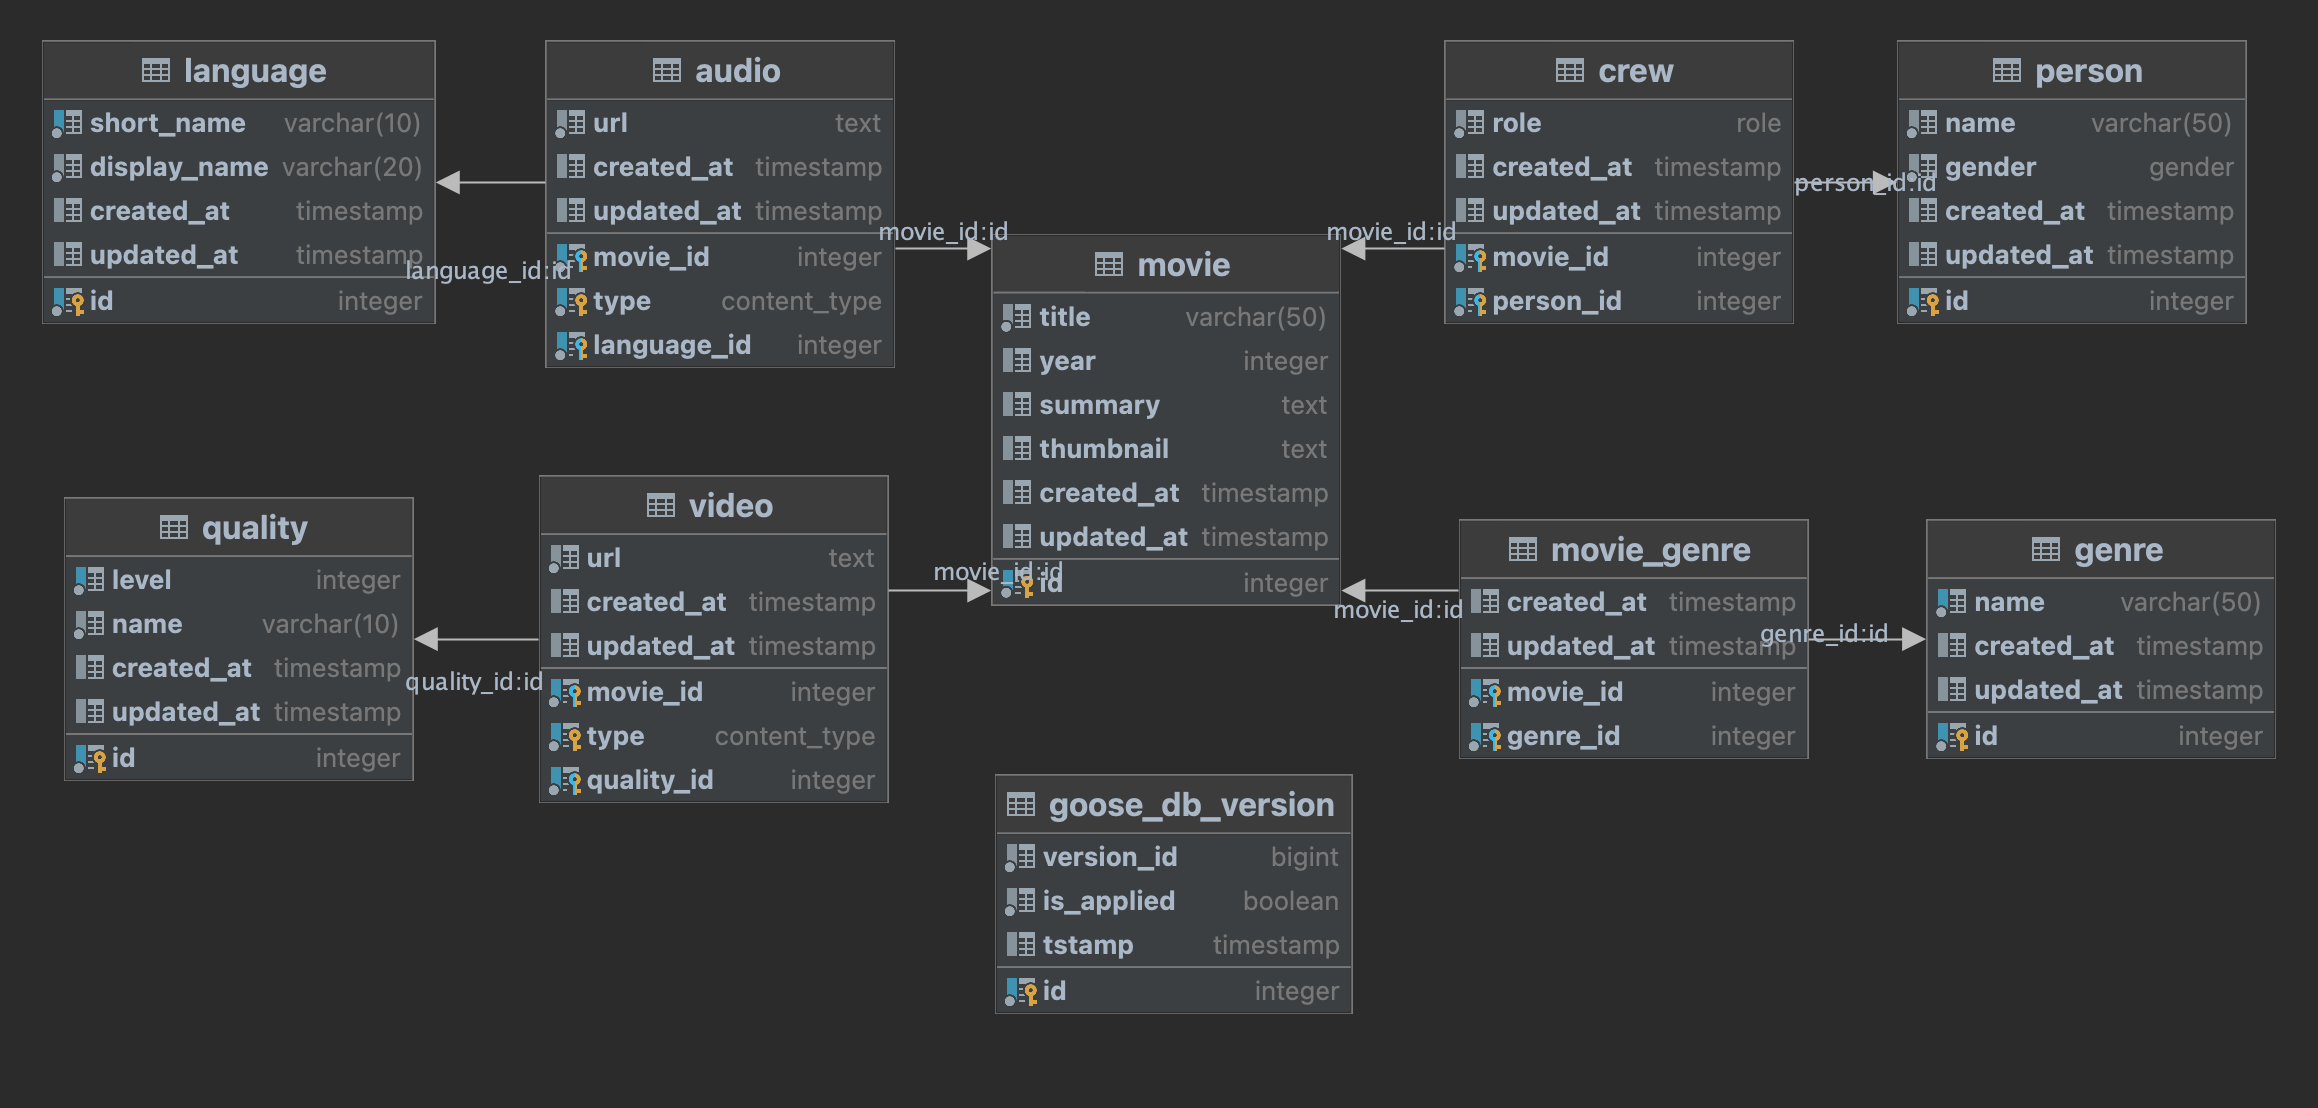 language
short_name varchar(10)
display_name varchar(20)
created_at timestamp
updated_at timestamp
id integer
language_id:id
audio
url text
created_at timestamp
updated_at timestamp
movie_id integer
type content_type
language_id integer
movie_id:id
movie
title varchar(50)
year integer
summary text
thumbnail text
created_at timestamp
updated_at timestamp
id integer
movie_id:id
crew
role role
created_at timestamp
updated_at timestamp
movie_id integer
person_id integer
person_id:id
person
name varchar(50)
gender gender
created_at timestamp
updated_at timestamp
id integer
quality
level integer
name varchar(10)
created_at timestamp
updated_at timestamp
id integer
quality_id:id
video
url text
created_at timestamp
updated_at timestamp
movie_id integer
type content_type
quality_id integer
movie_id:id
movie_id:id
movie_genre
created_at timestamp
updated_at timestamp
movie_id integer
genre_id integer
genre_id:id
genre
name varchar(50)
created_at timestamp
updated_at timestamp
id integer
goose_db_version
version_id bigint
is_applied boolean
tstamp timestamp
id integer